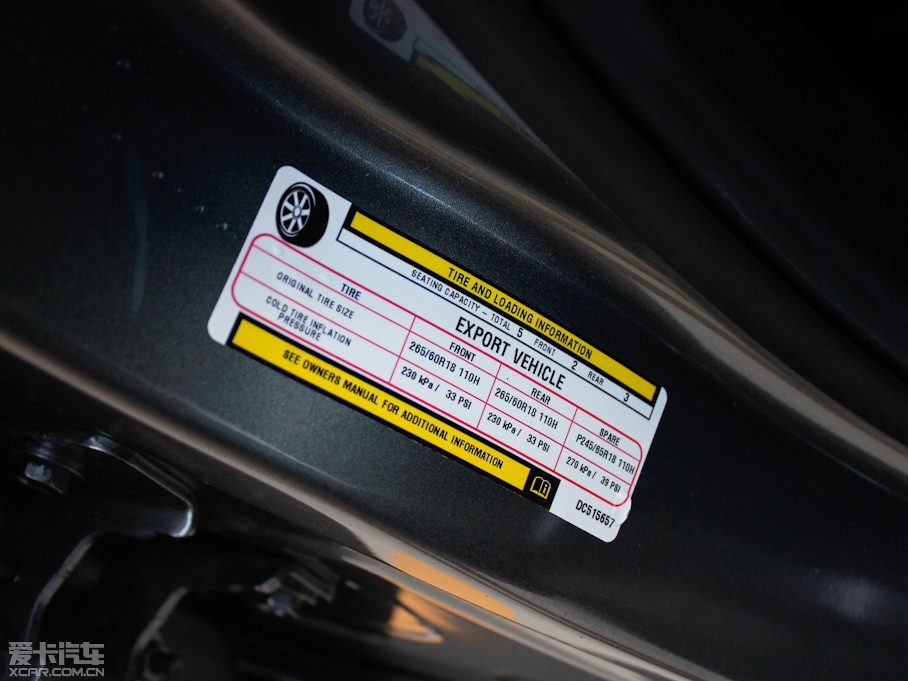 TIRE AND LOADING INFORMATION
SEATING CAPACITY – TOTAL 5 FRONT 2 REAR 3
EXPORT VEHICLE
TIRE FRONT REAR SPARE
ORIGINAL TIRE SIZE 265/60R18 110H 265/60R18 110H P245/65R18 110H
COLD TIRE INFLATION
PRESSURE 230 kPa / 33 PSI 230 kPa / 33 PSI 270 kPa / 39 PSI
SEE OWNERS MANUAL FOR ADDITIONAL INFORMATION
DC515657
爱卡汽车
XCAR.COM.CN